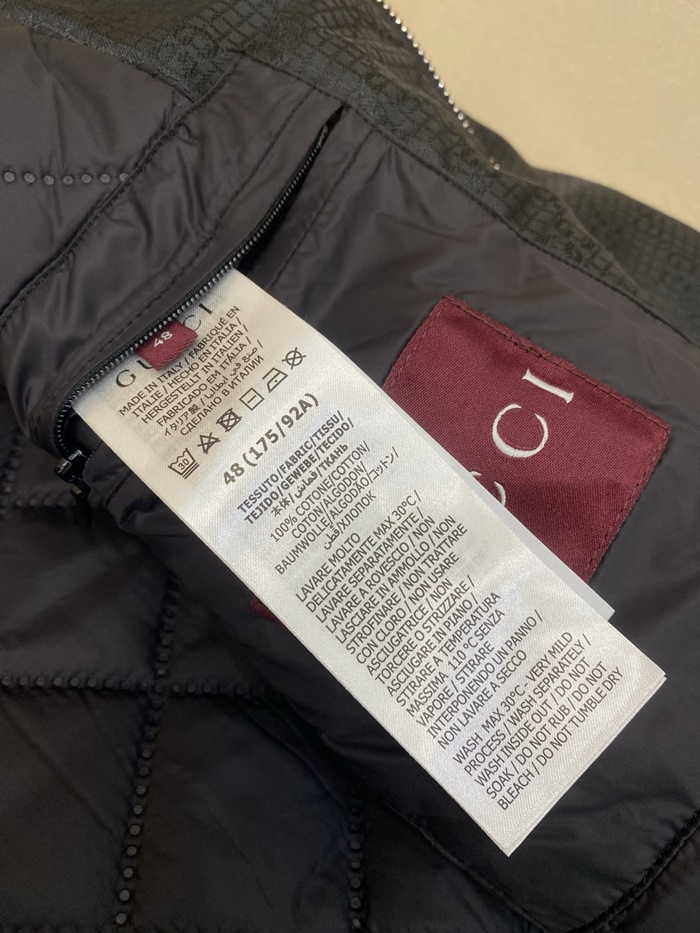 GUCCI
48
MADE IN ITALY / FABRIQUÉ EN
ITALIE / HECHO EN ITALIA /
HERGESTELLT IN ITALIEN /
FABRICADO EM ITÁLIA /
イタリア製 / صنع في إيطاليا /
СДЕЛАНО В ИТАЛИИ
30
48 (175/92A)
TESSUTO/FABRIC/TISSU/
TEJIDO/GEWEBE/TECIDO/
本体/قماش/ТКАНЬ
100% COTONE/COTTON/
COTON/ALGODON/
BAUMWOLLE/ALGODAO/コットン/
قطن/ХЛОПОК
LAVARE MOLTO
DELICATAMENTE MAX 30°C /
LAVARE SEPARATAMENTE /
LAVARE A ROVESCIO / NON
LASCIARE IN AMMOLLO / NON
STROFINARE / NON TRATTARE
CON CLORO / NON USARE
ASCIUGATRICE / NON
TORCERE O STRIZZARE /
ASCIUGARE IN PIANO /
STIRARE A TEMPERATURA
MASSIMA 110°C SENZA
VAPORE / STIRARE
INTERPONENDO UN PANNO /
NON LAVARE A SECCO
WASH MAX 30°C - VERY MILD
PROCESS / WASH SEPARATELY /
WASH INSIDE OUT / DO NOT
SOAK / DO NOT RUB / DO NOT
BLEACH / DO NOT TUMBLE DRY
CCI